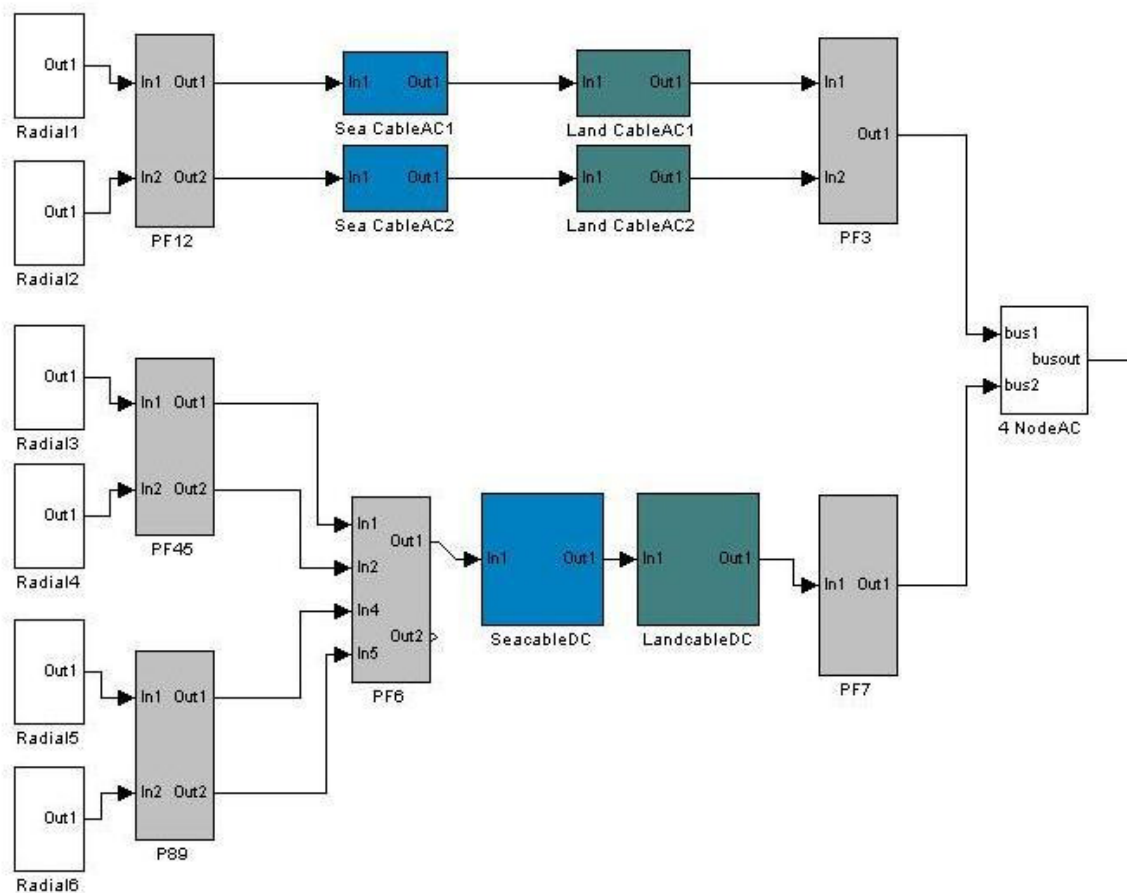 Out1
Radial1
Out1
Radial2
In1 Out1
In2 Out2
PF12
In1 Out1
Sea CableAC1
In1 Out1
Sea CableAC2
In1 Out1
Land CableAC1
In1 Out1
Land CableAC2
In1
Out1
In2
PF3
bus1
busout
bus2
4 NodeAC
Out1
Radial3
Out1
Radial4
In1 Out1
In2 Out2
PF45
Out1
Radial5
Out1
Radial6
In1 Out1
In2 Out2
P89
In1
Out1
In2
In4
Out2
In5
PF6
In1 Out1
SeacableDC
In1 Out1
LandcableDC
In1 Out1
PF7